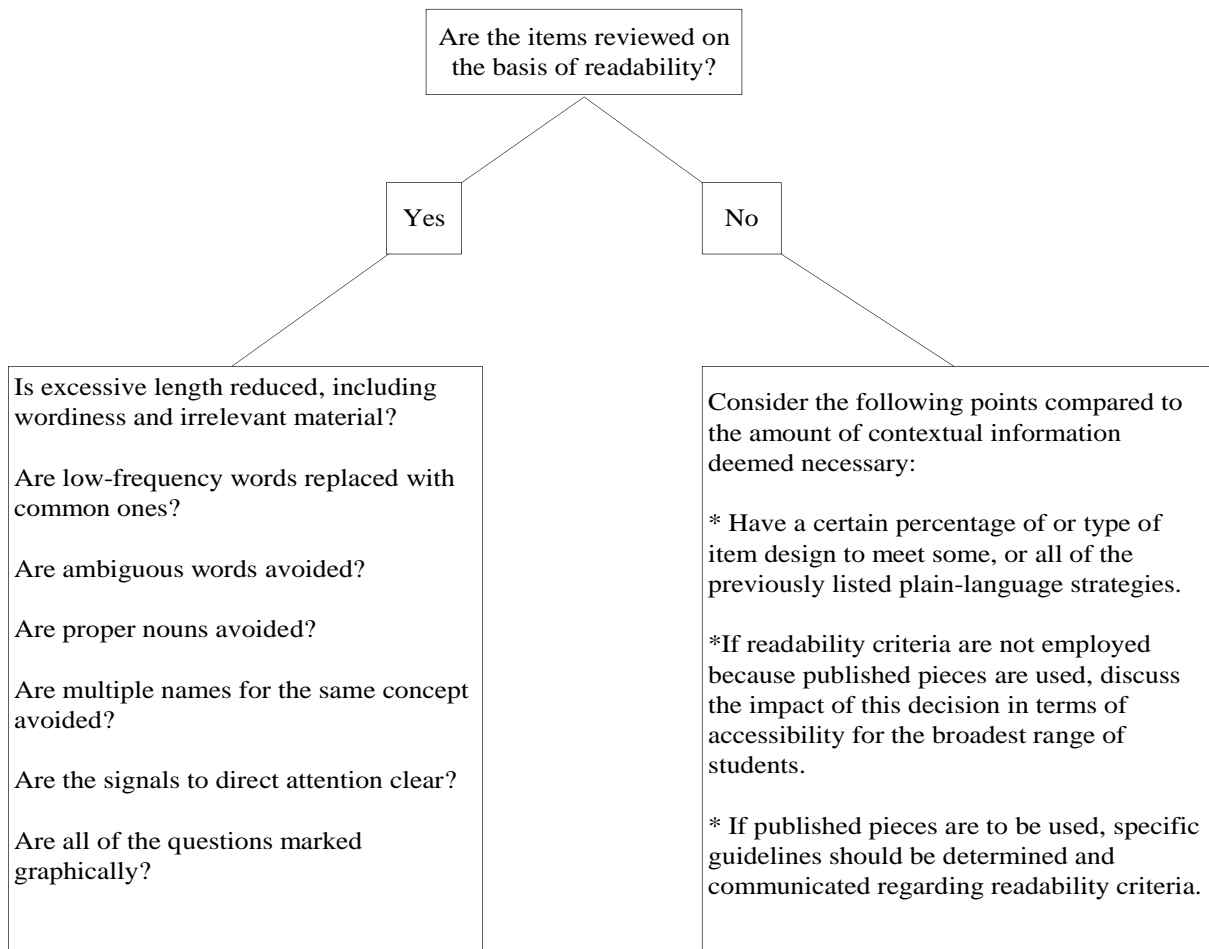 Are the items reviewed on
the basis of readability?
Yes
No
Is excessive length reduced, including
wordiness and irrelevant material?
Are low-frequency words replaced with
common ones?
Are ambiguous words avoided?
Are proper nouns avoided?
Are multiple names for the same concept
avoided?
Are the signals to direct attention clear?
Are all of the questions marked
graphically?
Consider the following points compared to
the amount of contextual information
deemed necessary:
* Have a certain percentage of or type of
item design to meet some, or all of the
previously listed plain-language strategies.
*If readability criteria are not employed
because published pieces are used, discuss
the impact of this decision in terms of
accessibility for the broadest range of
students.
* If published pieces are to be used, specific
guidelines should be determined and
communicated regarding readability criteria.